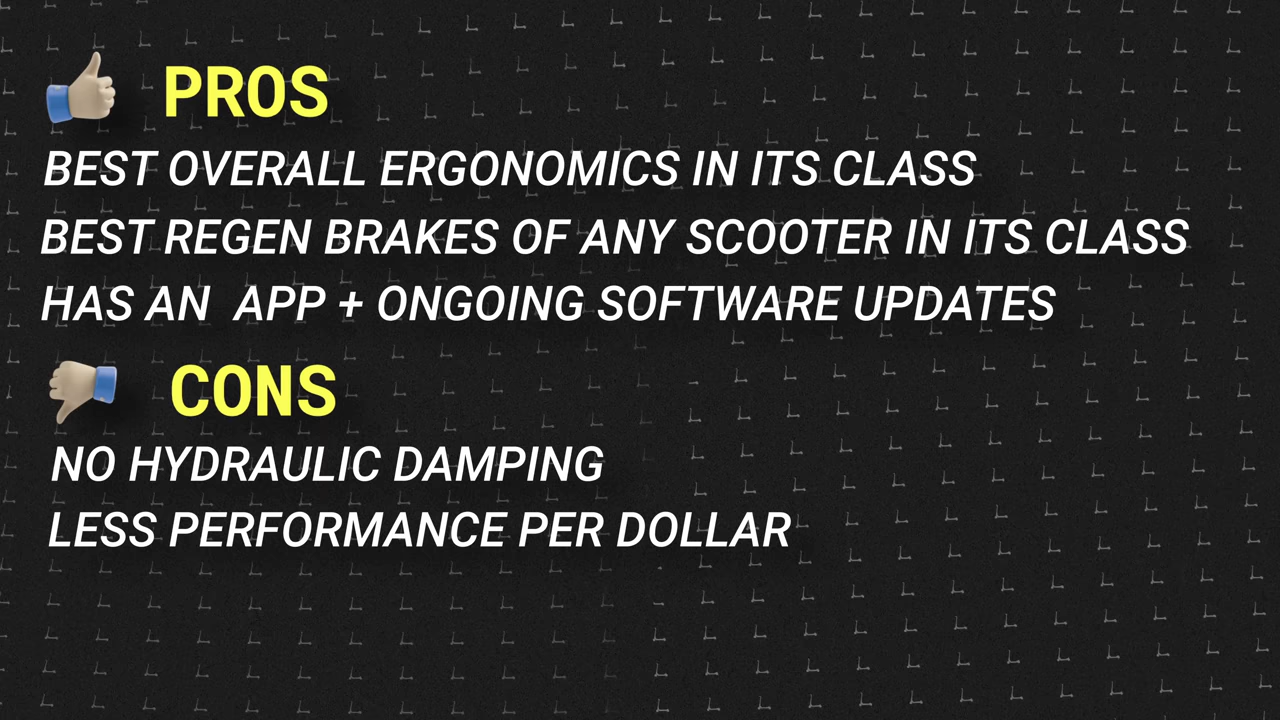 PROS
BEST OVERALL ERGONOMICS IN ITS CLASS
BEST REGEN BRAKES OF ANY SCOOTER IN ITS CLASS
HAS AN  APP + ONGOING SOFTWARE UPDATES
CONS
NO HYDRAULIC DAMPING
LESS PERFORMANCE PER DOLLAR